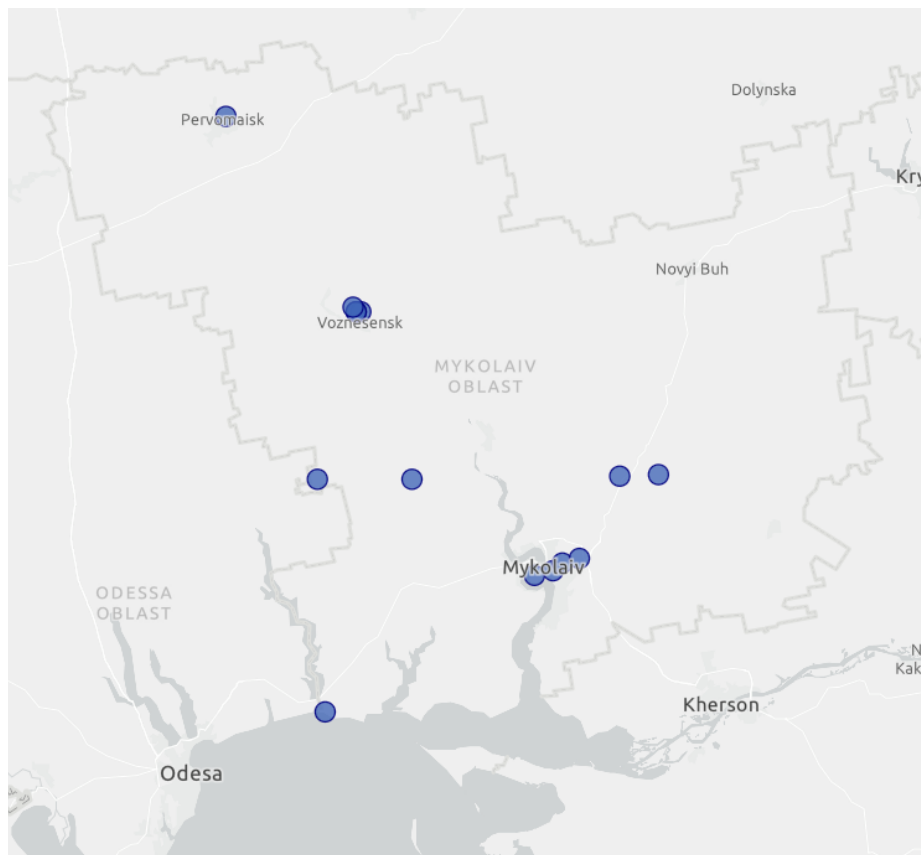 Dolynska
Pervomaisk
Kry
Novyi Buh
Voznesensk
MYKOLAIV
OBLAST
Mykolaiv
ODESSA
OBLAST
N
Kak
Kherson
Odesa